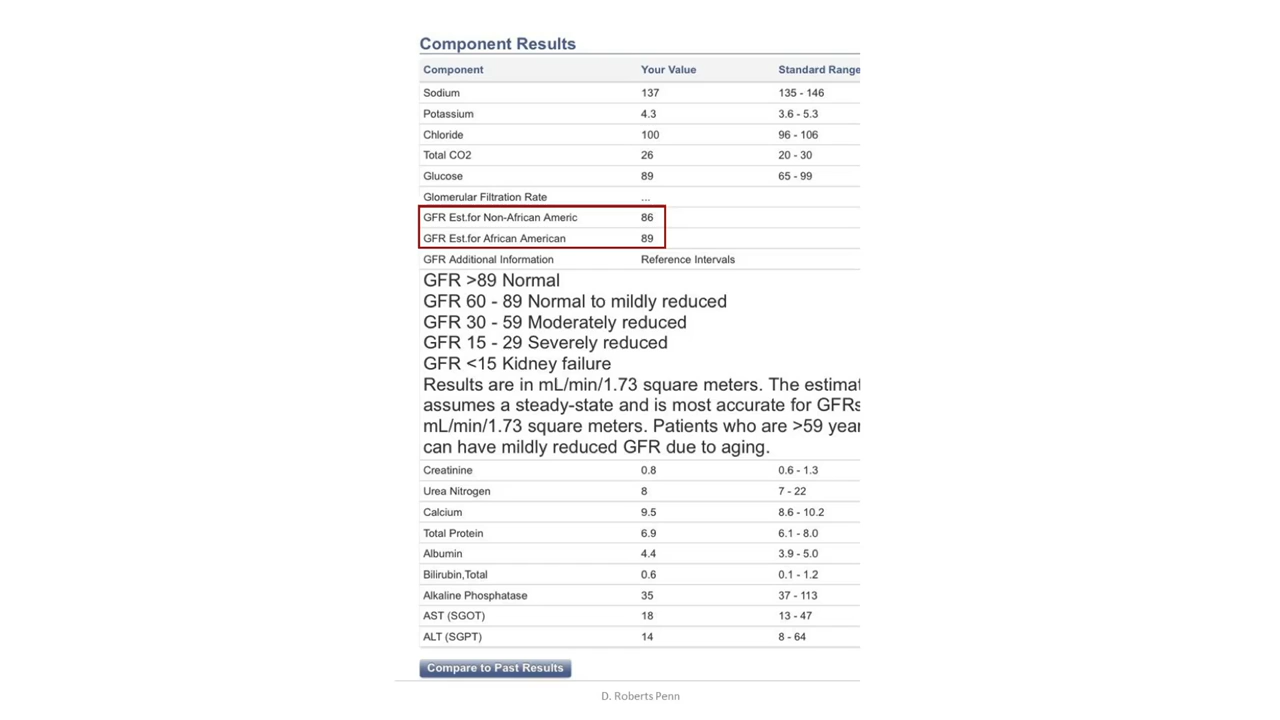 Component Results
Component Your Value Standard Range
Sodium 137 135 - 146
Potassium 4.3 3.6 - 5.3
Chloride 100 96 - 106
Total CO2 26 20 - 30
Glucose 89 65 - 99
Glomerular Filtration Rate ...
GFR Est.for Non-African Americ 86
GFR Est.for African American 89
GFR Additional Information Reference Intervals
GFR >89 Normal
GFR 60 - 89 Normal to mildly reduced
GFR 30 - 59 Moderately reduced
GFR 15 - 29 Severely reduced
GFR <15 Kidney failure
Results are in mL/min/1.73 square meters. The estimat
assumes a steady-state and is most accurate for GFRs
mL/min/1.73 square meters. Patients who are >59 year
can have mildly reduced GFR due to aging.
Creatinine 0.8 0.6 - 1.3
Urea Nitrogen 8 7 - 22
Calcium 9.5 8.6 - 10.2
Total Protein 6.9 6.1 - 8.0
Albumin 4.4 3.9 - 5.0
Bilirubin,Total 0.6 0.1 - 1.2
Alkaline Phosphatase 35 37 - 113
AST (SGOT) 18 13 - 47
ALT (SGPT) 14 8 - 64
Compare to Past Results
D. Roberts Penn